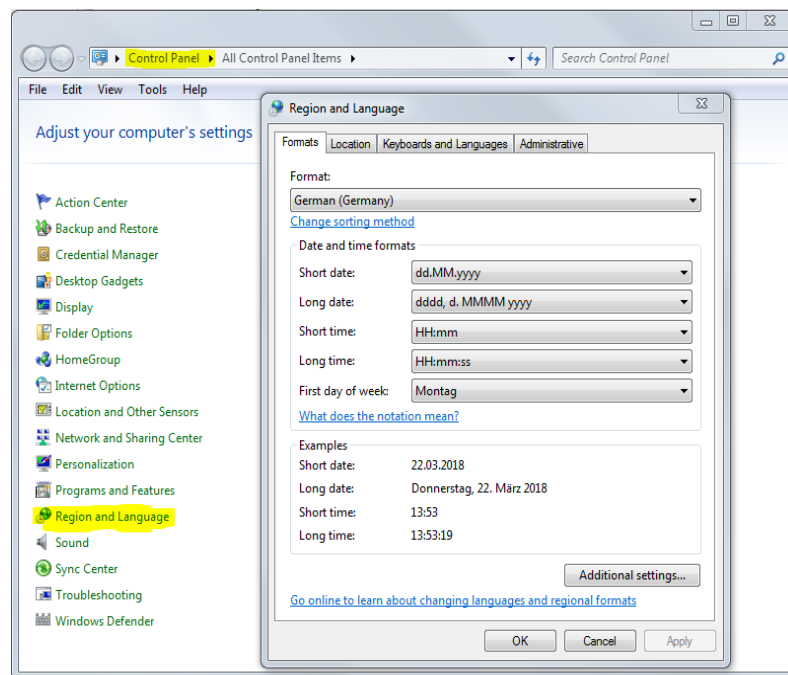 Control Panel All Control Panel Items Search Control Panel
File Edit View Tools Help
Adjust your computer's settings
Action Center
Backup and Restore
Credential Manager
Desktop Gadgets
Display
Folder Options
HomeGroup
Internet Options
Location and Other Sensors
Network and Sharing Center
Personalization
Programs and Features
Region and Language
Sound
Sync Center
Troubleshooting
Windows Defender
Region and Language
Formats Location Keyboards and Languages Administrative
Format:
German (Germany)
Change sorting method
Date and time formats
Short date: dd.MM.yyyy
Long date: dddd, d. MMMM yyyy
Short time: HH:mm
Long time: HH:mm:ss
First day of week: Montag
What does the notation mean?
Examples
Short date: 22.03.2018
Long date: Donnerstag, 22. März 2018
Short time: 13:53
Long time: 13:53:19
Additional settings...
Go online to learn about changing languages and regional formats
OK Cancel Apply